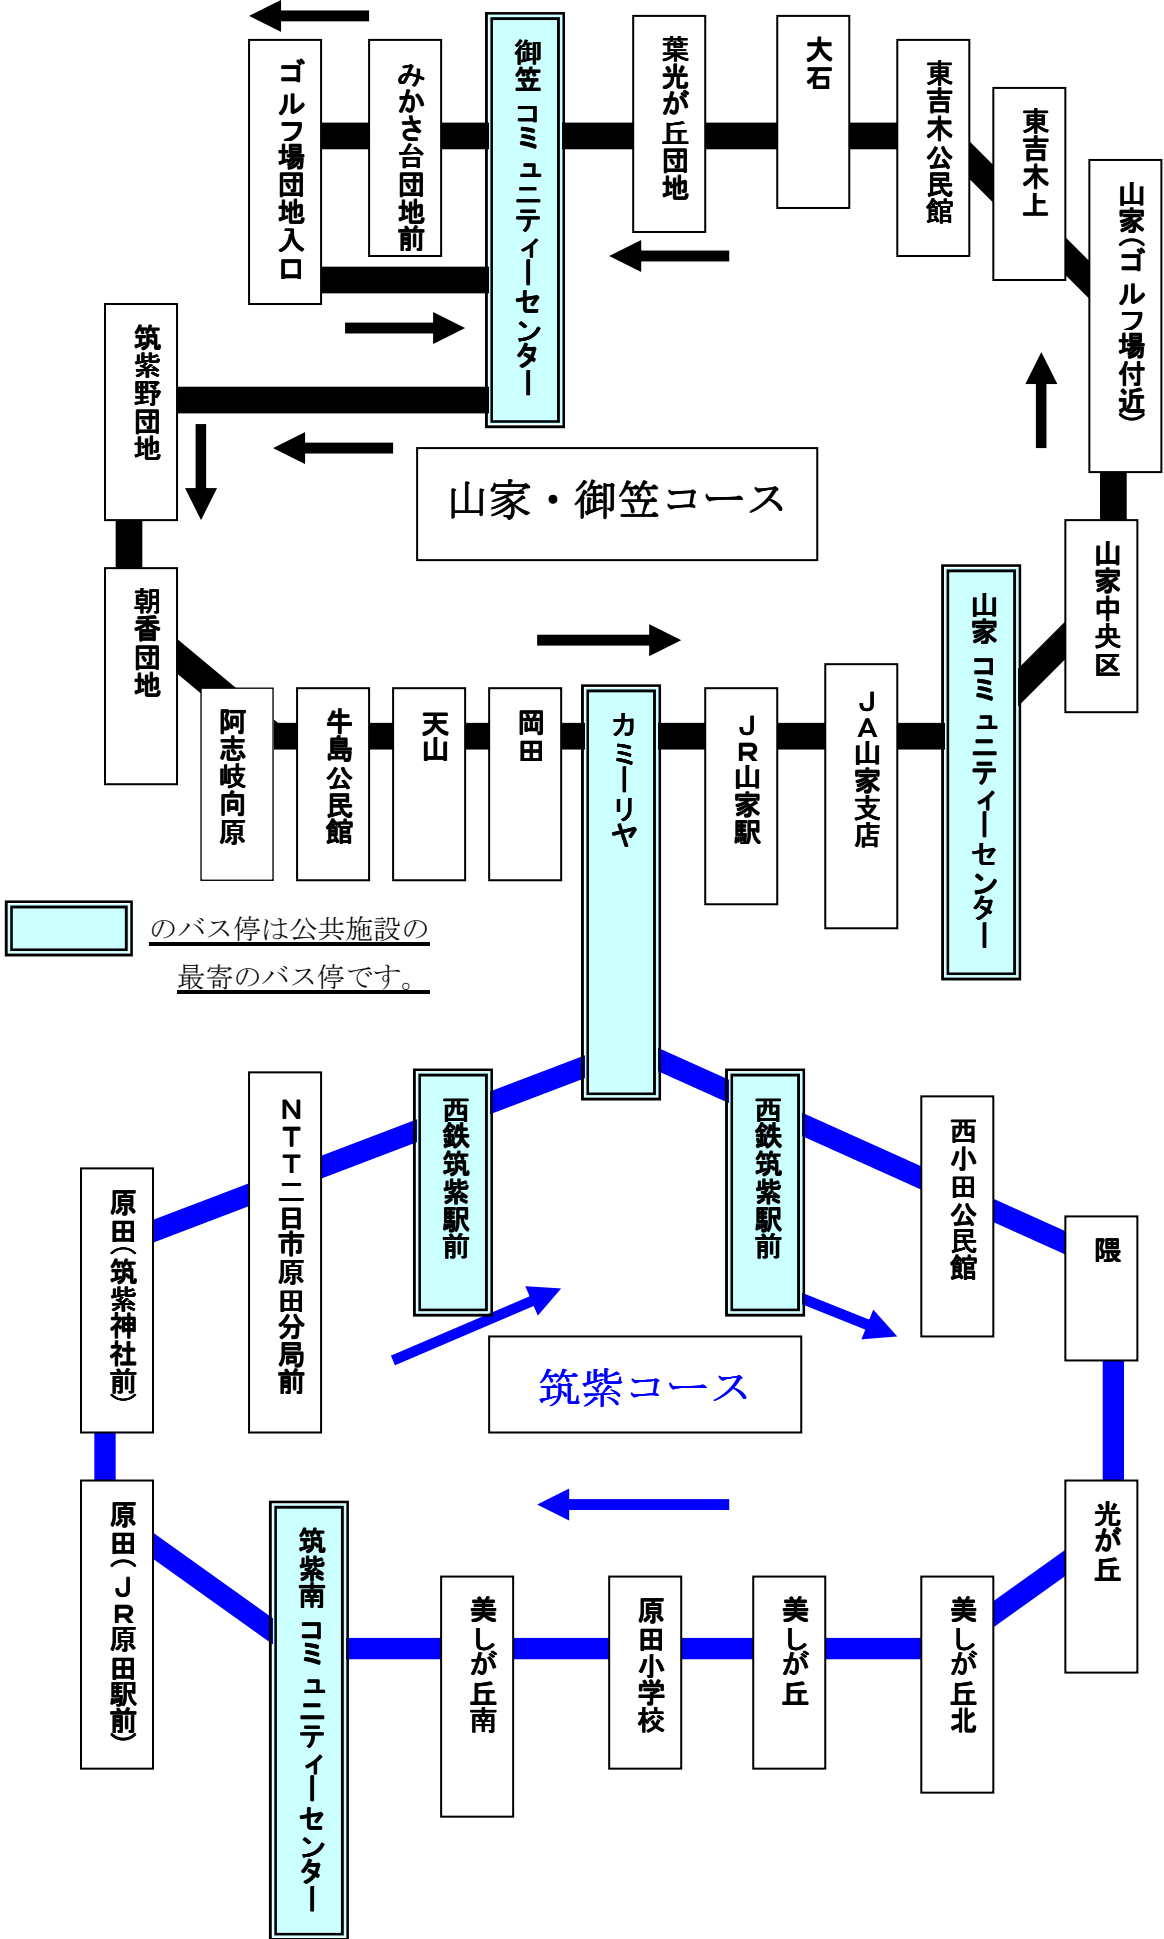 ゴルフ場団地入口
みかさ台団地前
御笠コミュニティーセンター
葉光が丘団地
大石
東吉木公民館
東吉木上
山家（ゴルフ場付近）
筑紫野団地
山家・御笠コース
山家中央区
朝香団地
山家コミュニティーセンター
阿志岐向原
牛島公民館
天山
岡田
カミーリヤ
ＪＲ山家駅
ＪＡ山家支店
のバス停は公共施設の
最寄のバス停です。
原田（筑紫神社前）
ＮＴＴ二日市原田分局前
西鉄筑紫駅前
西鉄筑紫駅前
西小田公民館
隈
筑紫コース
原田（ＪＲ原田駅前）
筑紫南コミュニティーセンター
美しが丘南
原田小学校
美しが丘
美しが丘北
光が丘